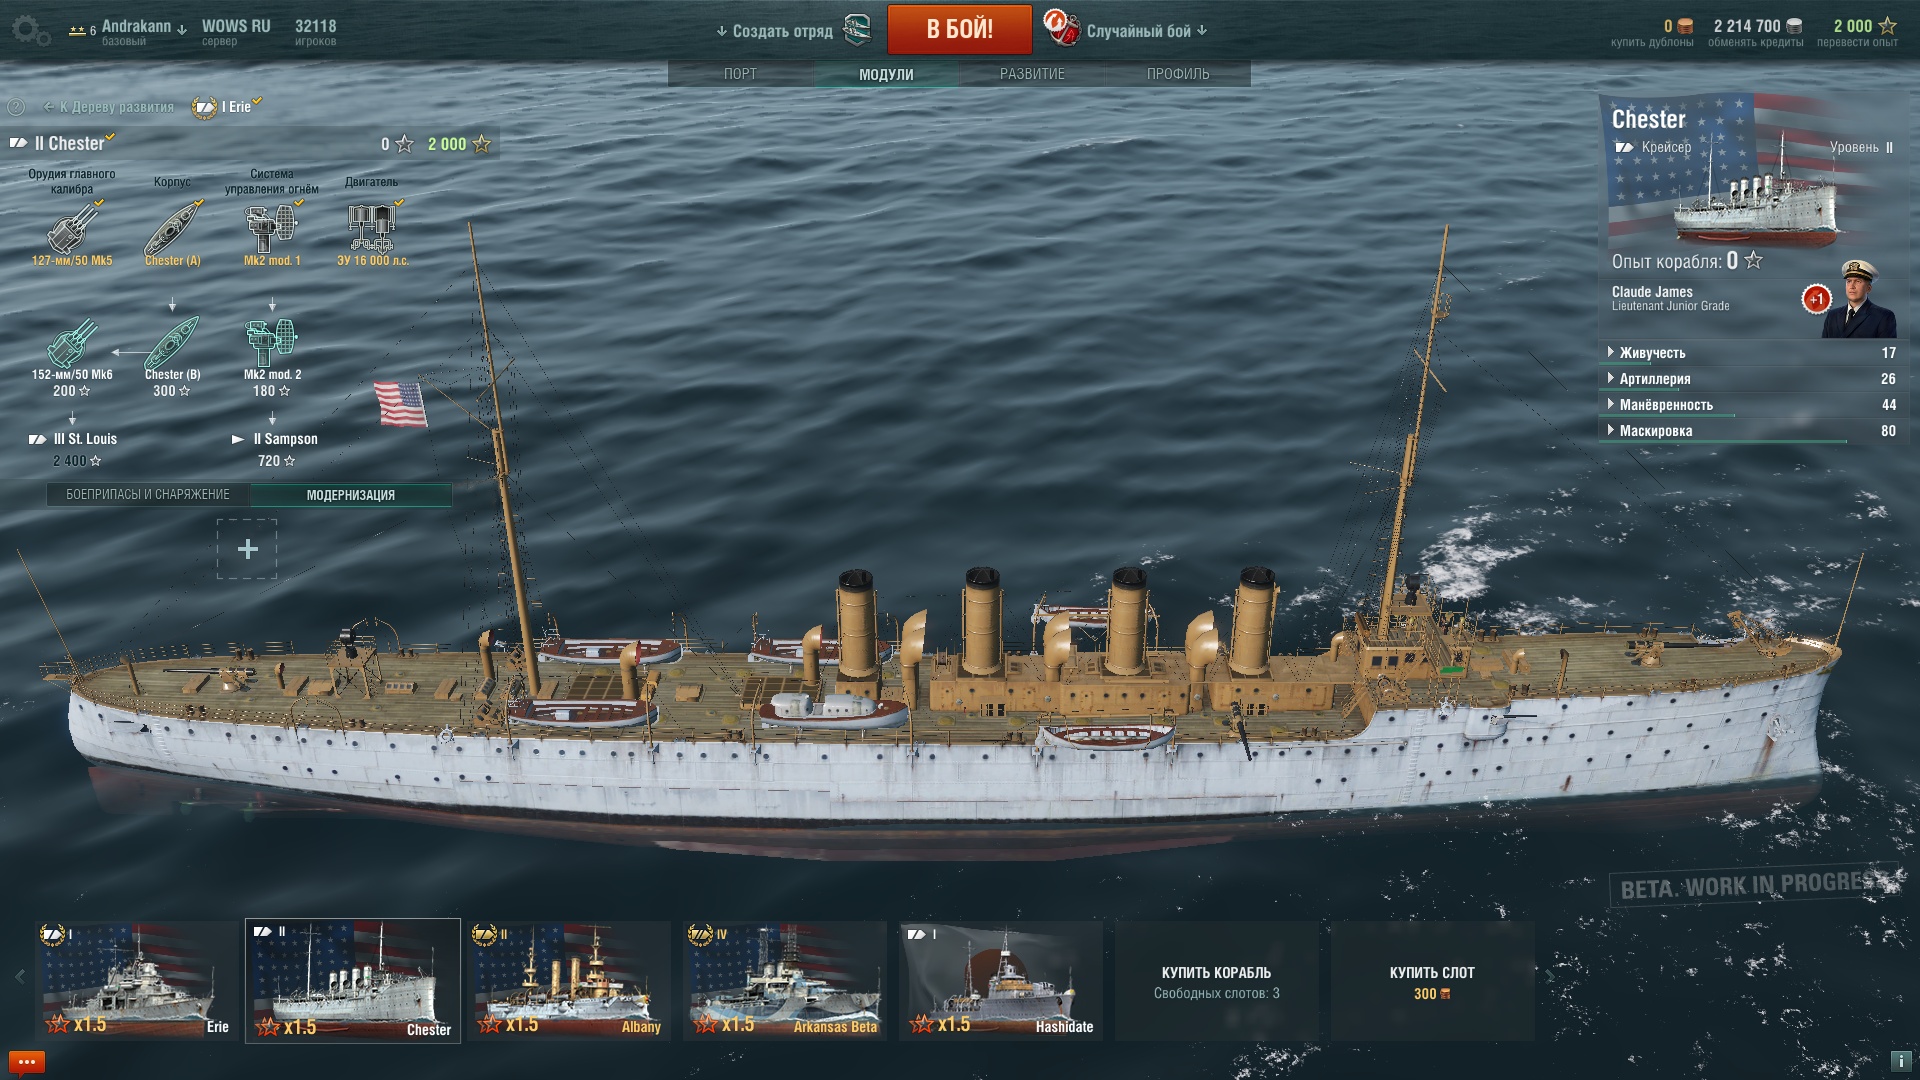 6 Andrakann
базовый
WOWS RU
сервер
32118
игроков
Создать отряд
В БОЙ!
Случайный бой
0
купить дублоны
2 214 700
обменять кредиты
2 000
перевести опыт
ПОРТ
МОДУЛИ
РАЗВИТИЕ
ПРОФИЛЬ
? К Дереву развития
I Erie
II Chester
0
2 000
Орудия главного
калибра
Корпус
Система
управления огнём
Двигатель
127-мм/50 Mk5
Chester (A)
Mk2 mod. 1
ЭУ 16 000 л.с.
152-мм/50 Mk6
200
Chester (B)
300
Mk2 mod. 2
180
III St. Louis
2 400
II Sampson
720
БОЕПРИПАСЫ И СНАРЯЖЕНИЕ
МОДЕРНИЗАЦИЯ
+
Chester
Крейсер
Уровень II
Опыт корабля: 0
Claude James
Lieutenant Junior Grade
+1
Живучесть 17
Артиллерия 26
Манёвренность 44
Маскировка 80
BETA. WORK IN PROGRESS
I
x1.5
Erie
II
x1.5
Chester
II
x1.5
Albany
IV
x1.5
Arkansas Beta
I
x1.5
Hashidate
КУПИТЬ КОРАБЛЬ
Свободных слотов: 3
КУПИТЬ СЛОТ
300
i